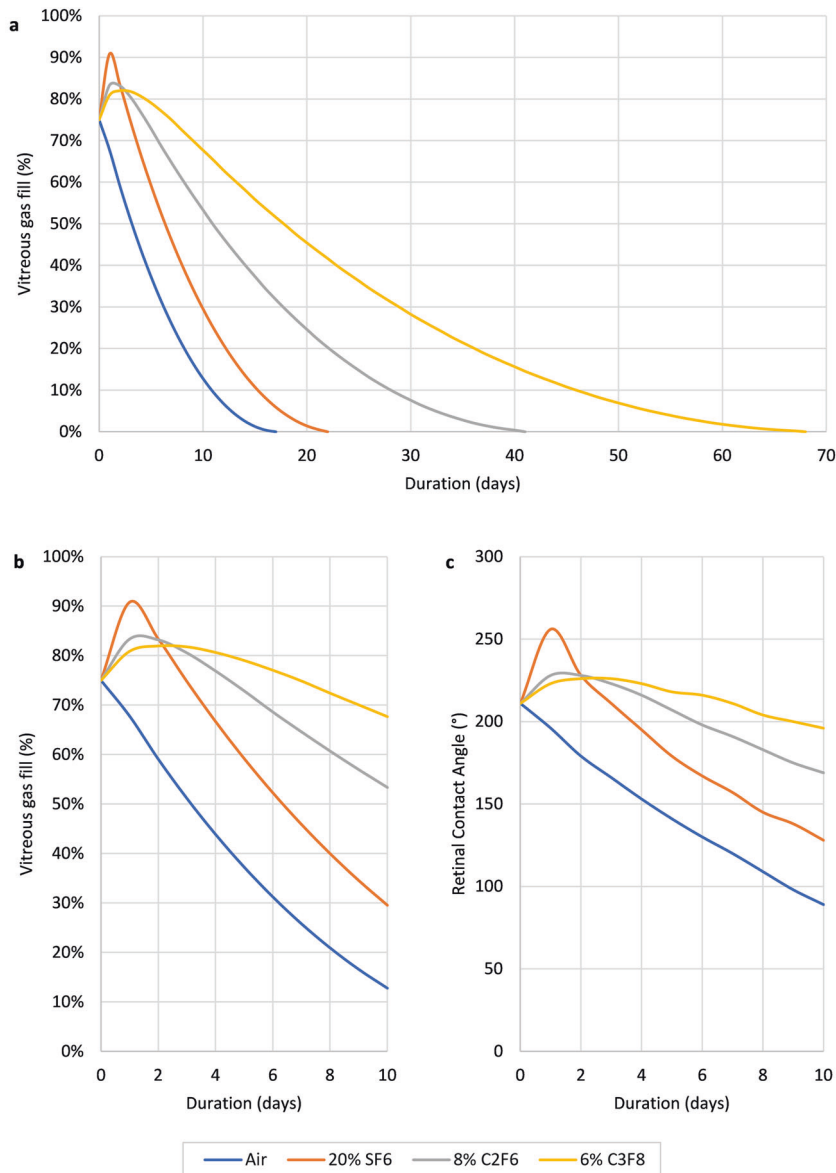 a
100%
90%
80%
70%
60%
50%
40%
30%
20%
10%
0%
Vitreous gas fill (%)
0 10 20 30 40 50 60 70
Duration (days)
b
100%
90%
80%
70%
60%
50%
40%
30%
20%
10%
0%
Vitreous gas fill (%)
0 2 4 6 8 10
Duration (days)
c
300
250
200
150
100
50
0
Retinal Contact Angle (°)
0 2 4 6 8 10
Duration (days)
Air 20% SF6 8% C2F6 6% C3F8